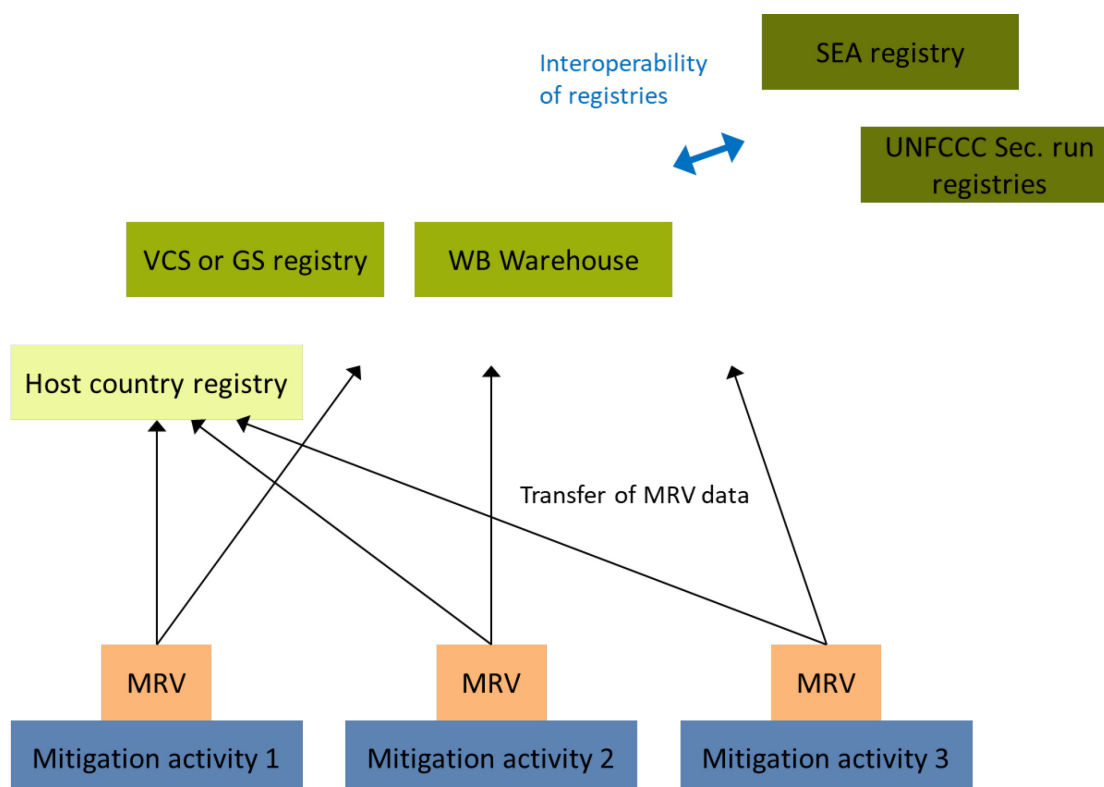 SEA registry
Interoperability
of registries
UNFCCC Sec. run
registries
VCS or GS registry
WB Warehouse
Host country registry
Transfer of MRV data
MRV
MRV
MRV
Mitigation activity 1
Mitigation activity 2
Mitigation activity 3